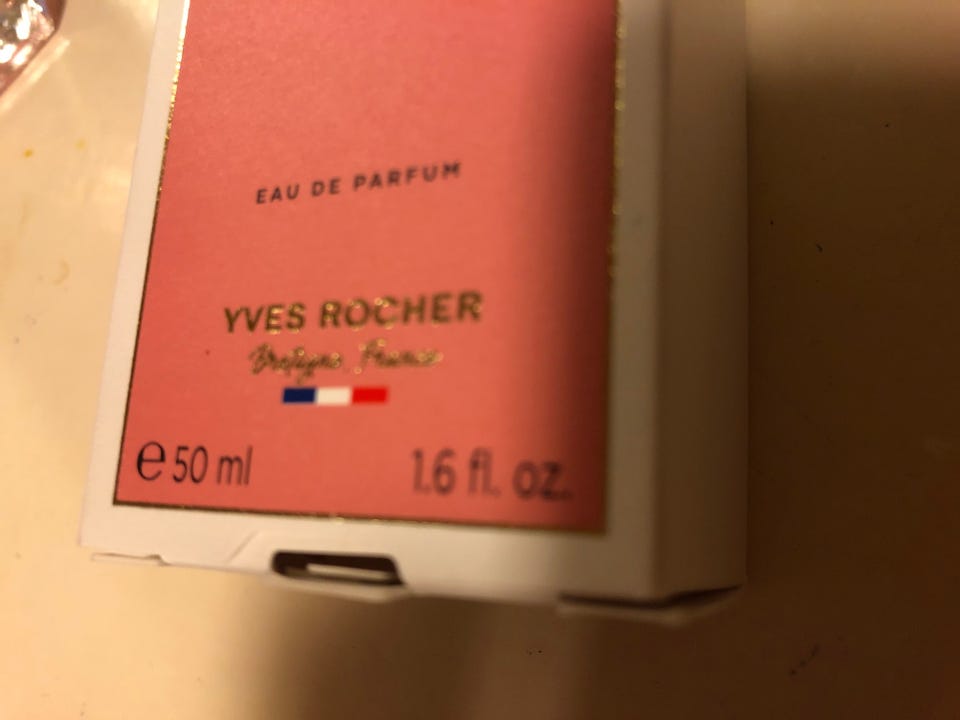 EAU DE PARFUM
YVES ROCHER
Bretagne, France
℮ 50 ml 1.6 fl. oz.